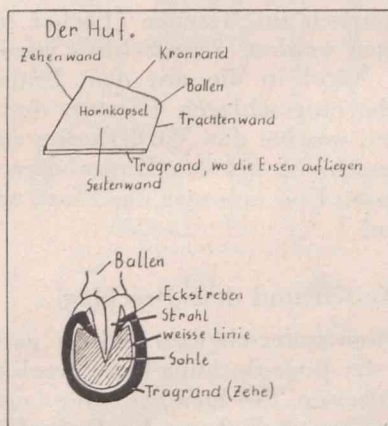 Der Huf.
Zehenwand
Kronrand
Ballen
Hornkapsel
Trachtenwand
Tragrand, wo die Eisen aufliegen
Seitenwand
Ballen
Eckstreben
Strahl
weisse Linie
Sohle
Tragrand (Zehe)